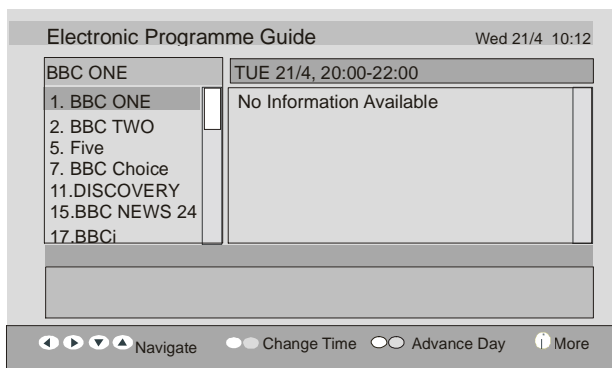 Electronic Programme Guide Wed 21/4 10:12
BBC ONE TUE 21/4, 20:00-22:00
1. BBC ONE No Information Available
2. BBC TWO
5. Five
7. BBC Choice
11.DISCOVERY
15.BBC NEWS 24
17.BBCi
Navigate Change Time Advance Day i More